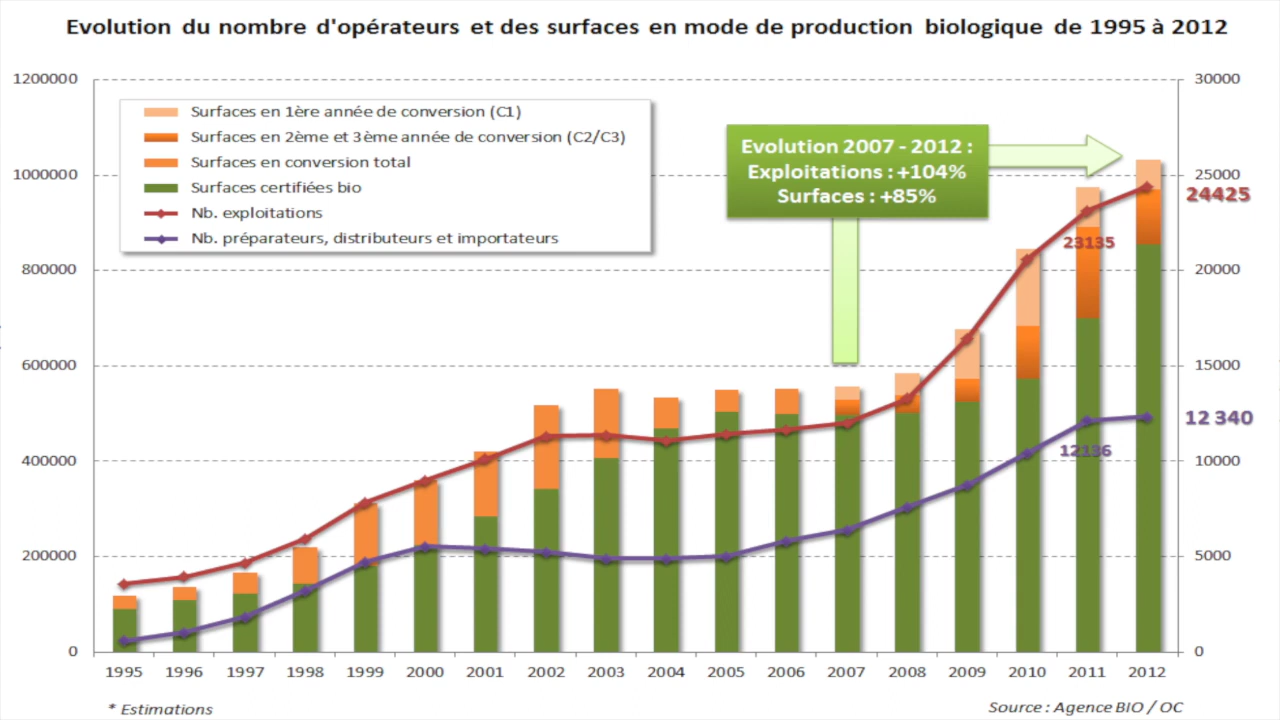 Evolution du nombre d'opérateurs et des surfaces en mode de production biologique de 1995 à 2012
1200000
1000000
800000
600000
400000
200000
0
30000
25000
20000
15000
10000
5000
0
Surfaces en 1ère année de conversion (C1)
Surfaces en 2ème et 3ème année de conversion (C2/C3)
Surfaces en conversion total
Surfaces certifiées bio
Nb. exploitations
Nb. préparateurs, distributeurs et importateurs
Evolution 2007 - 2012 :
Exploitations : +104%
Surfaces : +85%
24425
23135
12 340
12136
1995 1996 1997 1998 1999 2000 2001 2002 2003 2004 2005 2006 2007 2008 2009 2010 2011 2012
* Estimations
Source : Agence BIO / OC